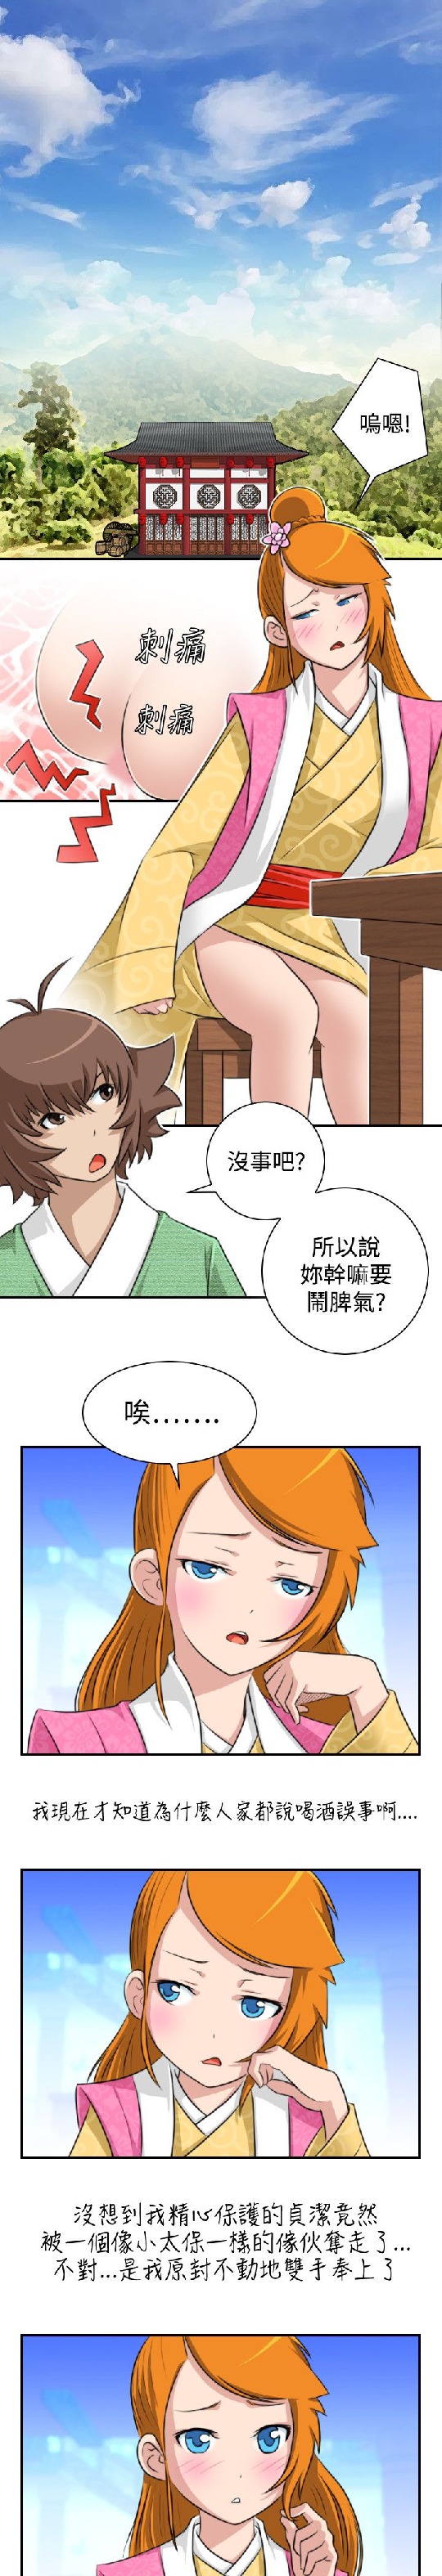 嗚嗯!
刺痛
刺痛
沒事吧?
所以說
妳幹嘛要
鬧脾氣?
唉.......
我現在才知道為什麼人家都說喝酒誤事啊....
沒想到我精心保護的貞潔竟然
被一個像小太保一樣的傢伙奪走了...
不對...是我原封不動地雙手奉上了